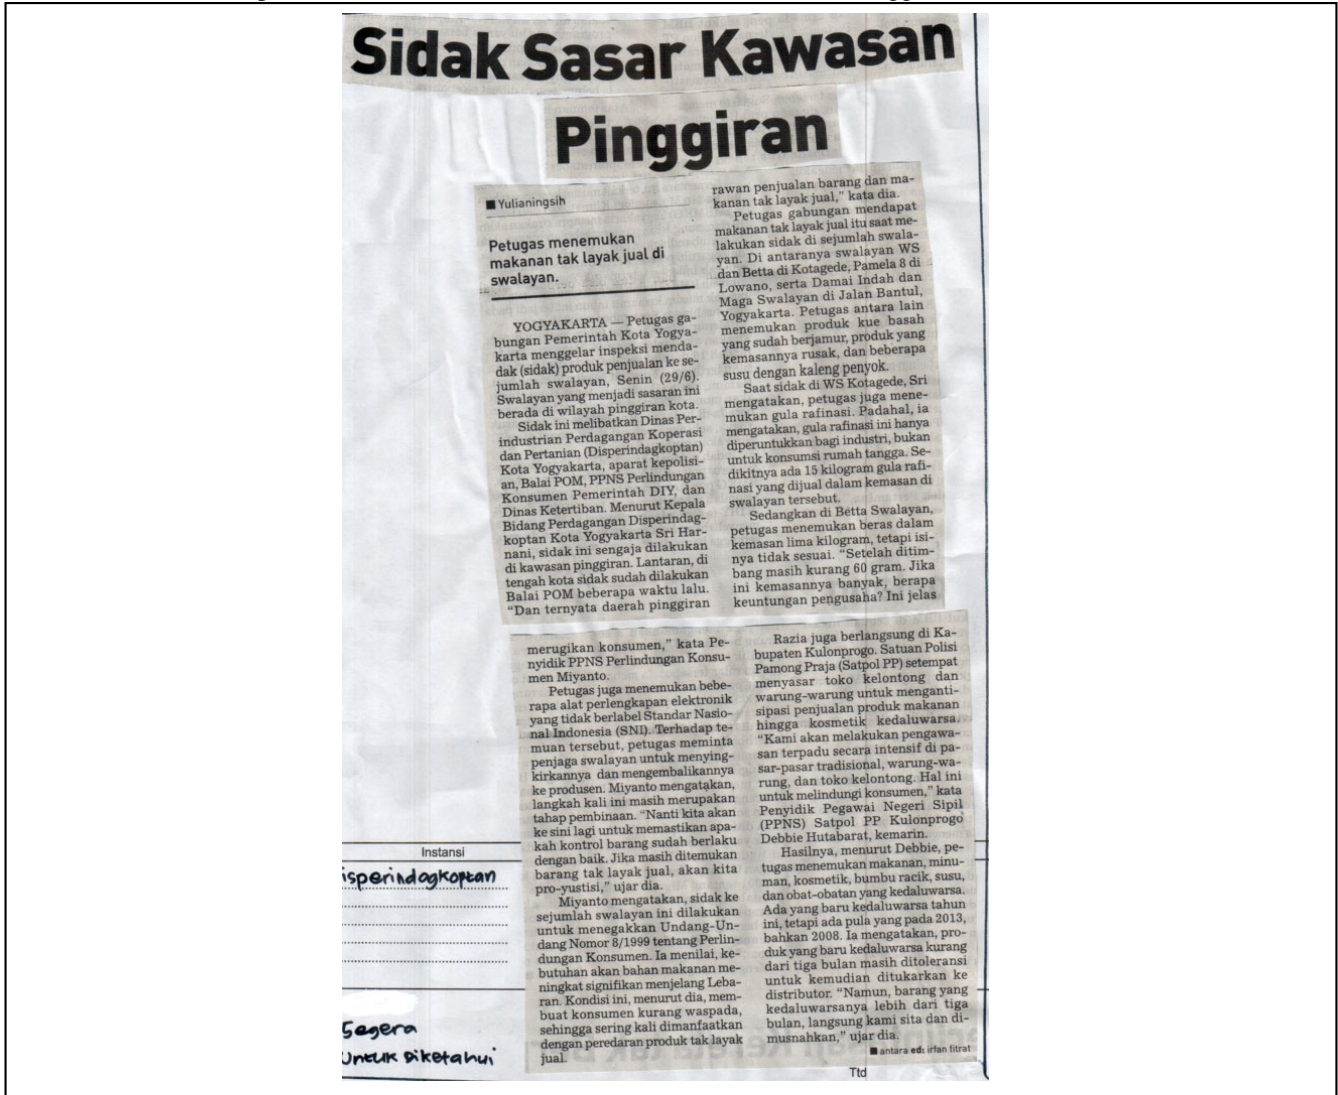 Sidak Sasar Kawasan
Pinggiran
■ Yulianingsih
Petugas menemukan
makanan tak layak jual di
swalayan.
YOGYAKARTA — Petugas ga-
bungan Pemerintah Kota Yogya-
karta menggelar inspeksi menda-
dak (sidak) produk penjualan ke se-
jumlah swalayan, Senin (29/6).
Swalayan yang menjadi sasaran ini
berada di wilayah pinggiran kota.
Sidak ini melibatkan Dinas Per-
industrian Perdagangan Koperasi
dan Pertanian (Disperindagkoptan)
Kota Yogyakarta, aparat kepolisi-
an, Balai POM, PPNS Perlindungan
Konsumen Pemerintah DIY, dan
Dinas Ketertiban. Menurut Kepala
Bidang Perdagangan Disperindag-
koptan Kota Yogyakarta Sri Har-
nani, sidak ini sengaja dilakukan
di kawasan pinggiran. Lantaran, di
tengah kota sidak sudah dilakukan
Balai POM beberapa waktu lalu.
"Dan ternyata daerah pinggiran
rawan penjualan barang dan ma-
kanan tak layak jual," kata dia.
Petugas gabungan mendapat
makanan tak layak jual itu saat me-
lakukan sidak di sejumlah swala-
yan. Di antaranya swalayan WS
dan Betta di Kotagede, Pamela 8 di
Lowano, serta Damai Indah dan
Maga Swalayan di Jalan Bantul,
Yogyakarta. Petugas antara lain
menemukan produk kue basah
yang sudah berjamur, produk yang
kemasannya rusak, dan beberapa
susu dengan kaleng penyok.
Saat sidak di WS Kotagede, Sri
mengatakan, petugas juga mene-
mukan gula rafinasi. Padahal, ia
mengatakan, gula rafinasi ini hanya
diperuntukkan bagi industri, bukan
untuk konsumsi rumah tangga. Se-
dikitnya ada 15 kilogram gula rafi-
nasi yang dijual dalam kemasan di
swalayan tersebut.
Sedangkan di Betta Swalayan,
petugas menemukan beras dalam
kemasan lima kilogram, tetapi isi-
nya tidak sesuai. "Setelah ditim-
bang masih kurang 60 gram. Jika
ini kemasannya banyak, berapa
keuntungan pengusaha? Ini jelas
merugikan konsumen," kata Pe-
nyidik PPNS Perlindungan Konsu-
men Miyanto.
Petugas juga menemukan bebe-
rapa alat perlengkapan elektronik
yang tidak berlabel Standar Nasio-
nal Indonesia (SNI). Terhadap te-
muan tersebut, petugas meminta
penjaga swalayan untuk menying-
kirkannya dan mengembalikannya
ke produsen. Miyanto mengatakan,
langkah kali ini masih merupakan
tahap pembinaan. "Nanti kita akan
ke sini lagi untuk memastikan apa-
kah kontrol barang sudah berlaku
dengan baik. Jika masih ditemukan
barang tak layak jual, akan kita
pro-yustisi," ujar dia.
Miyanto mengatakan, sidak ke
sejumlah swalayan ini dilakukan
untuk menegakkan Undang-Un-
dang Nomor 8/1999 tentang Perlin-
dungan Konsumen. Ia menilai, ke-
butuhan akan bahan makanan me-
ningkat signifikan menjelang Leba-
ran. Kondisi ini, menurut dia, mem-
buat konsumen kurang waspada,
sehingga sering kali dimanfaatkan
dengan peredaran produk tak layak
jual.
Razia juga berlangsung di Ka-
bupaten Kulonprogo. Satuan Polisi
Pamong Praja (Satpol PP) setempat
menyasar toko kelontong dan
warung-warung untuk menganti-
sipasi penjualan produk makanan
hingga kosmetik kedaluwarsa.
"Kami akan melakukan pengawa-
san terpadu secara intensif di pa-
sar-pasar tradisional, warung-wa-
rung, dan toko kelontong. Hal ini
untuk melindungi konsumen," kata
Penyidik Pegawai Negeri Sipil
(PPNS) Satpol PP Kulonprogo
Debbie Hutabarat, kemarin.
Hasilnya, menurut Debbie, pe-
tugas menemukan makanan, minu-
man, kosmetik, bumbu racik, susu,
dan obat-obatan yang kedaluwarsa.
Ada yang baru kedaluwarsa tahun
ini, tetapi ada pula yang pada 2013,
bahkan 2008. Ia mengatakan, pro-
duk yang baru kedaluwarsa kurang
dari tiga bulan masih ditoleransi
untuk kemudian ditukarkan ke
distributor. "Namun, barang yang
kedaluwarsanya lebih dari tiga
bulan, langsung kami sita dan di-
musnahkan," ujar dia.
■ antara ed: irfan fitrat
Instansi
isperindagkoptan
Segera
Untuk Diketahui
Ttd